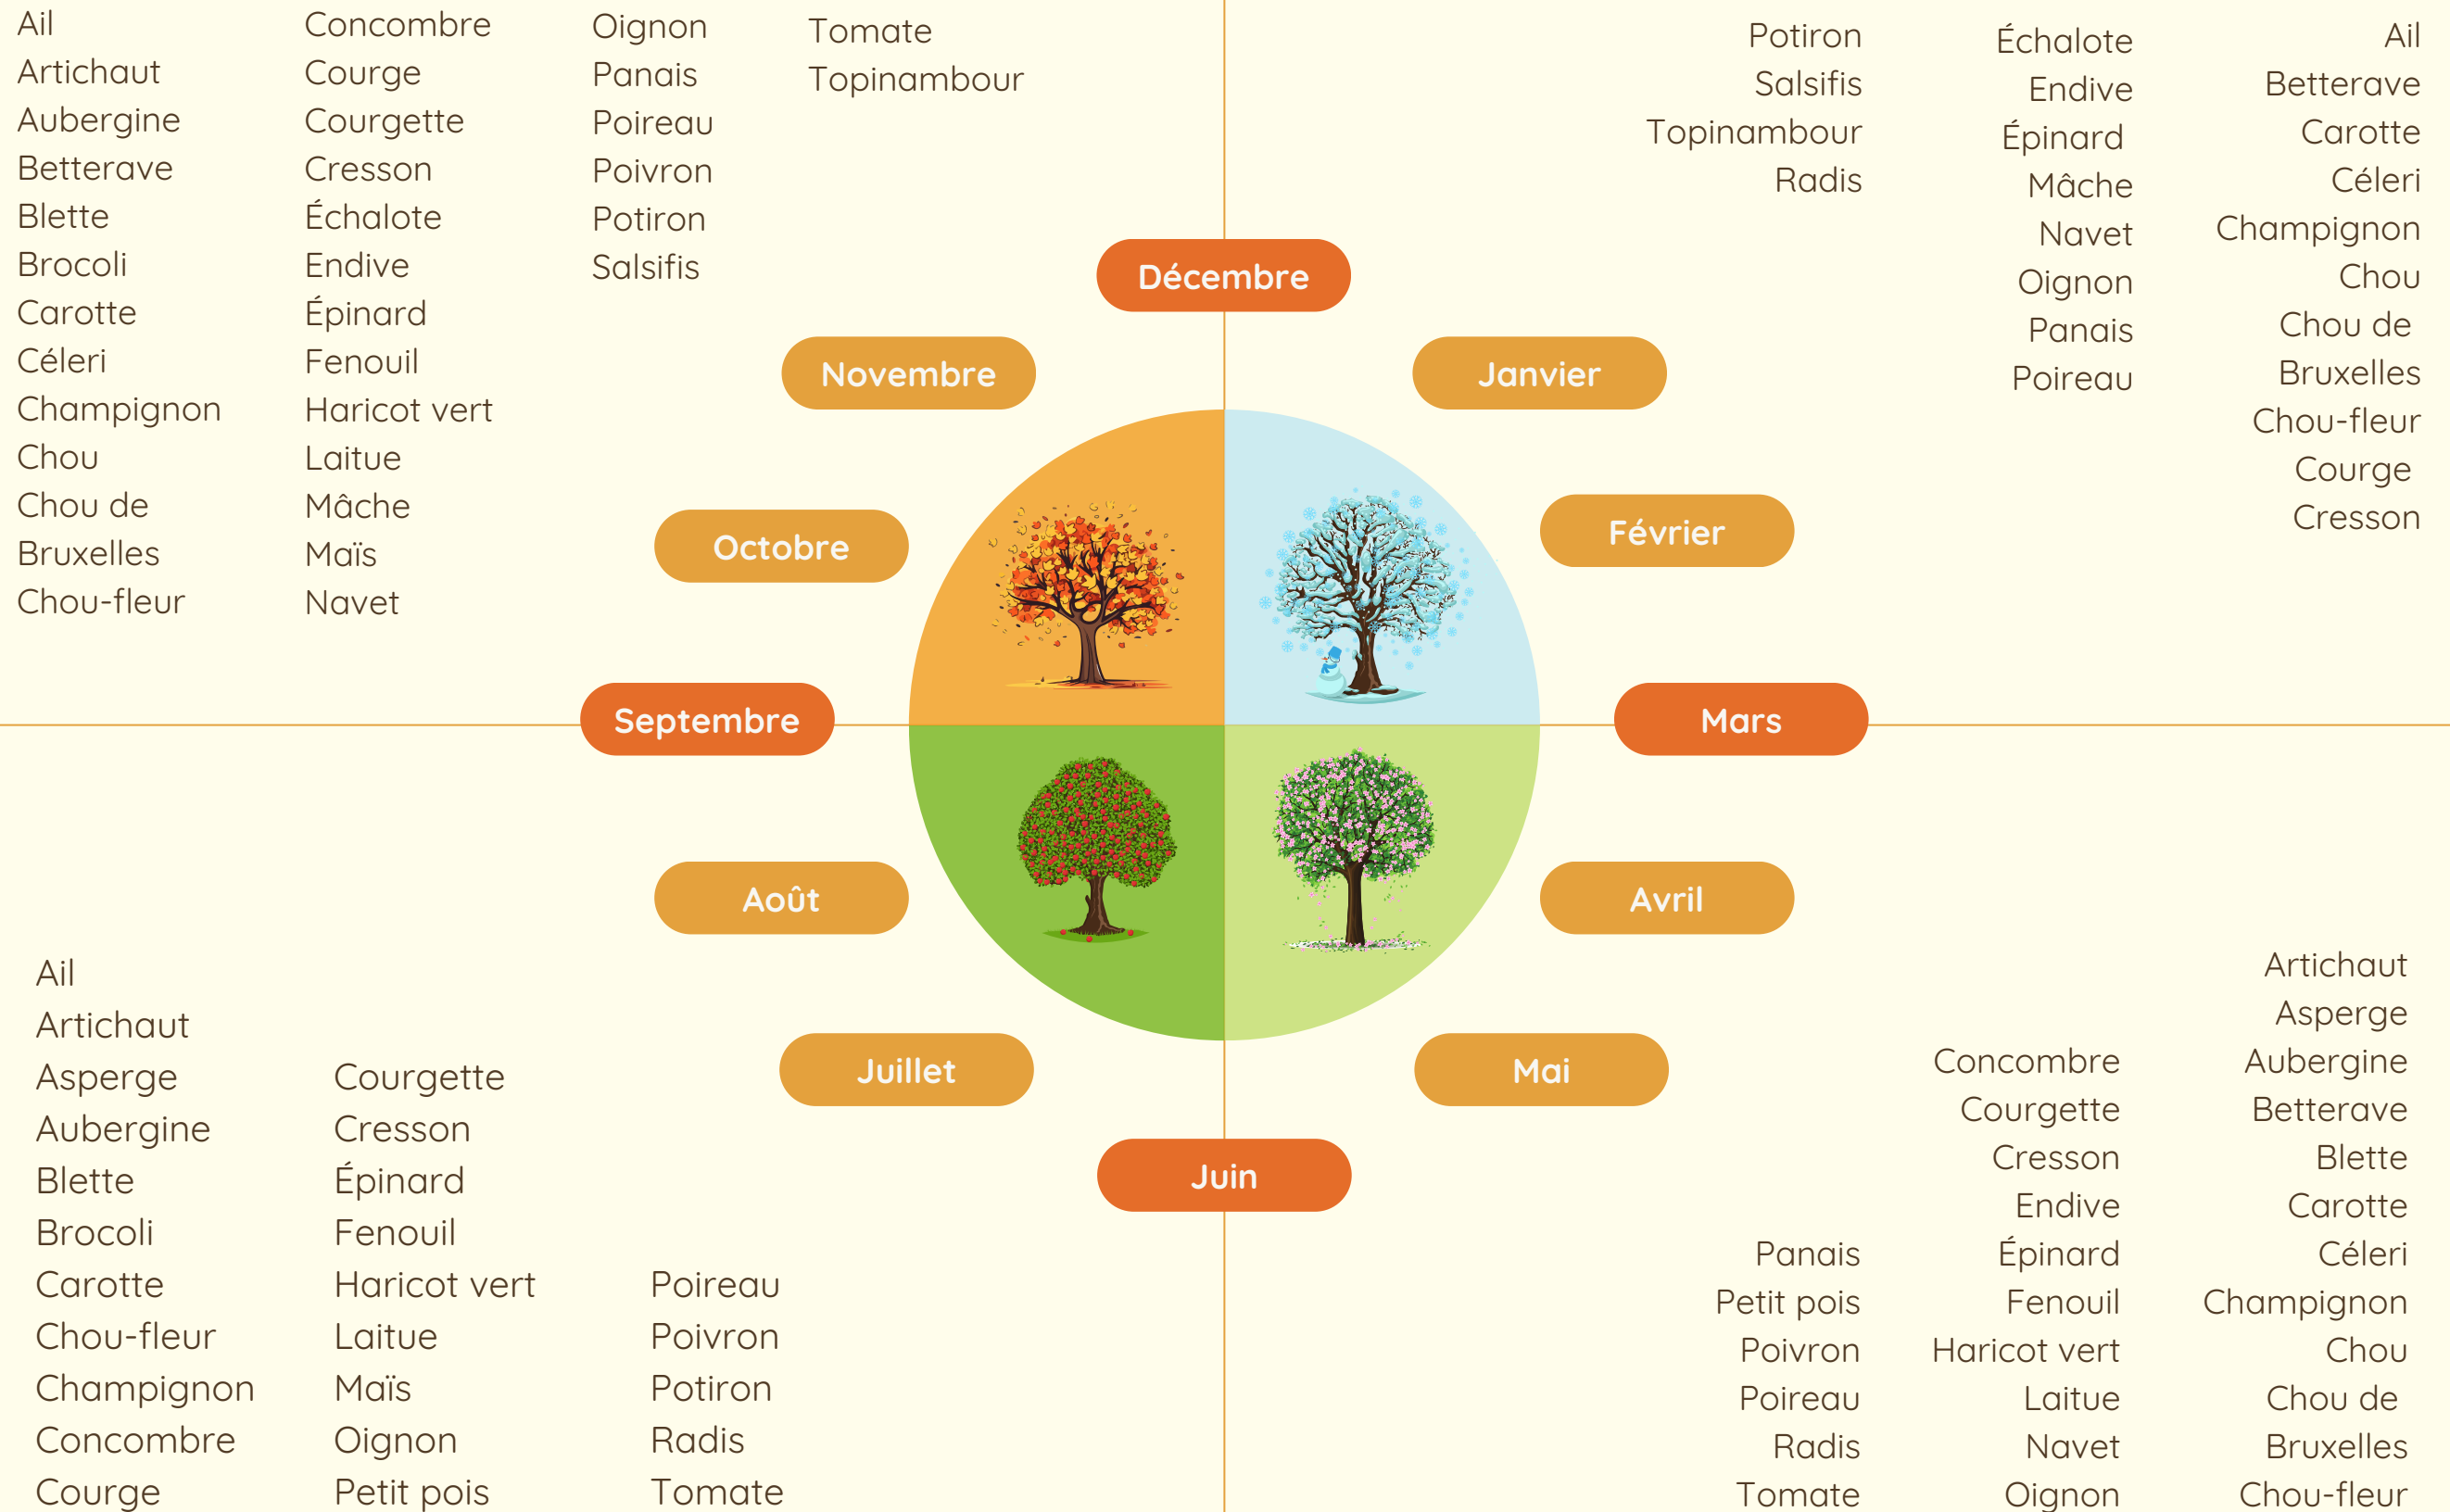 Ail
Artichaut
Aubergine
Betterave
Blette
Brocoli
Carotte
Céleri
Champignon
Chou
Chou de
Bruxelles
Chou-fleur
Concombre
Courge
Courgette
Cresson
Échalote
Endive
Épinard
Fenouil
Haricot vert
Laitue
Mâche
Maïs
Navet
Oignon
Panais
Poireau
Poivron
Potiron
Salsifis
Tomate
Topinambour
Potiron
Salsifis
Topinambour
Radis
Échalote
Endive
Épinard
Mâche
Navet
Oignon
Panais
Poireau
Ail
Betterave
Carotte
Céleri
Champignon
Chou
Chou de
Bruxelles
Chou-fleur
Courge
Cresson
Décembre
Novembre
Janvier
Octobre
Février
Septembre
Mars
Août
Avril
Juillet
Mai
Juin
Ail
Artichaut
Asperge
Aubergine
Blette
Brocoli
Carotte
Chou-fleur
Champignon
Concombre
Courge
Courgette
Cresson
Épinard
Fenouil
Haricot vert
Laitue
Maïs
Oignon
Petit pois
Poireau
Poivron
Potiron
Radis
Tomate
Panais
Petit pois
Poivron
Poireau
Radis
Tomate
Concombre
Courgette
Cresson
Endive
Épinard
Fenouil
Haricot vert
Laitue
Navet
Oignon
Artichaut
Asperge
Aubergine
Betterave
Blette
Carotte
Céleri
Champignon
Chou
Chou de
Bruxelles
Chou-fleur